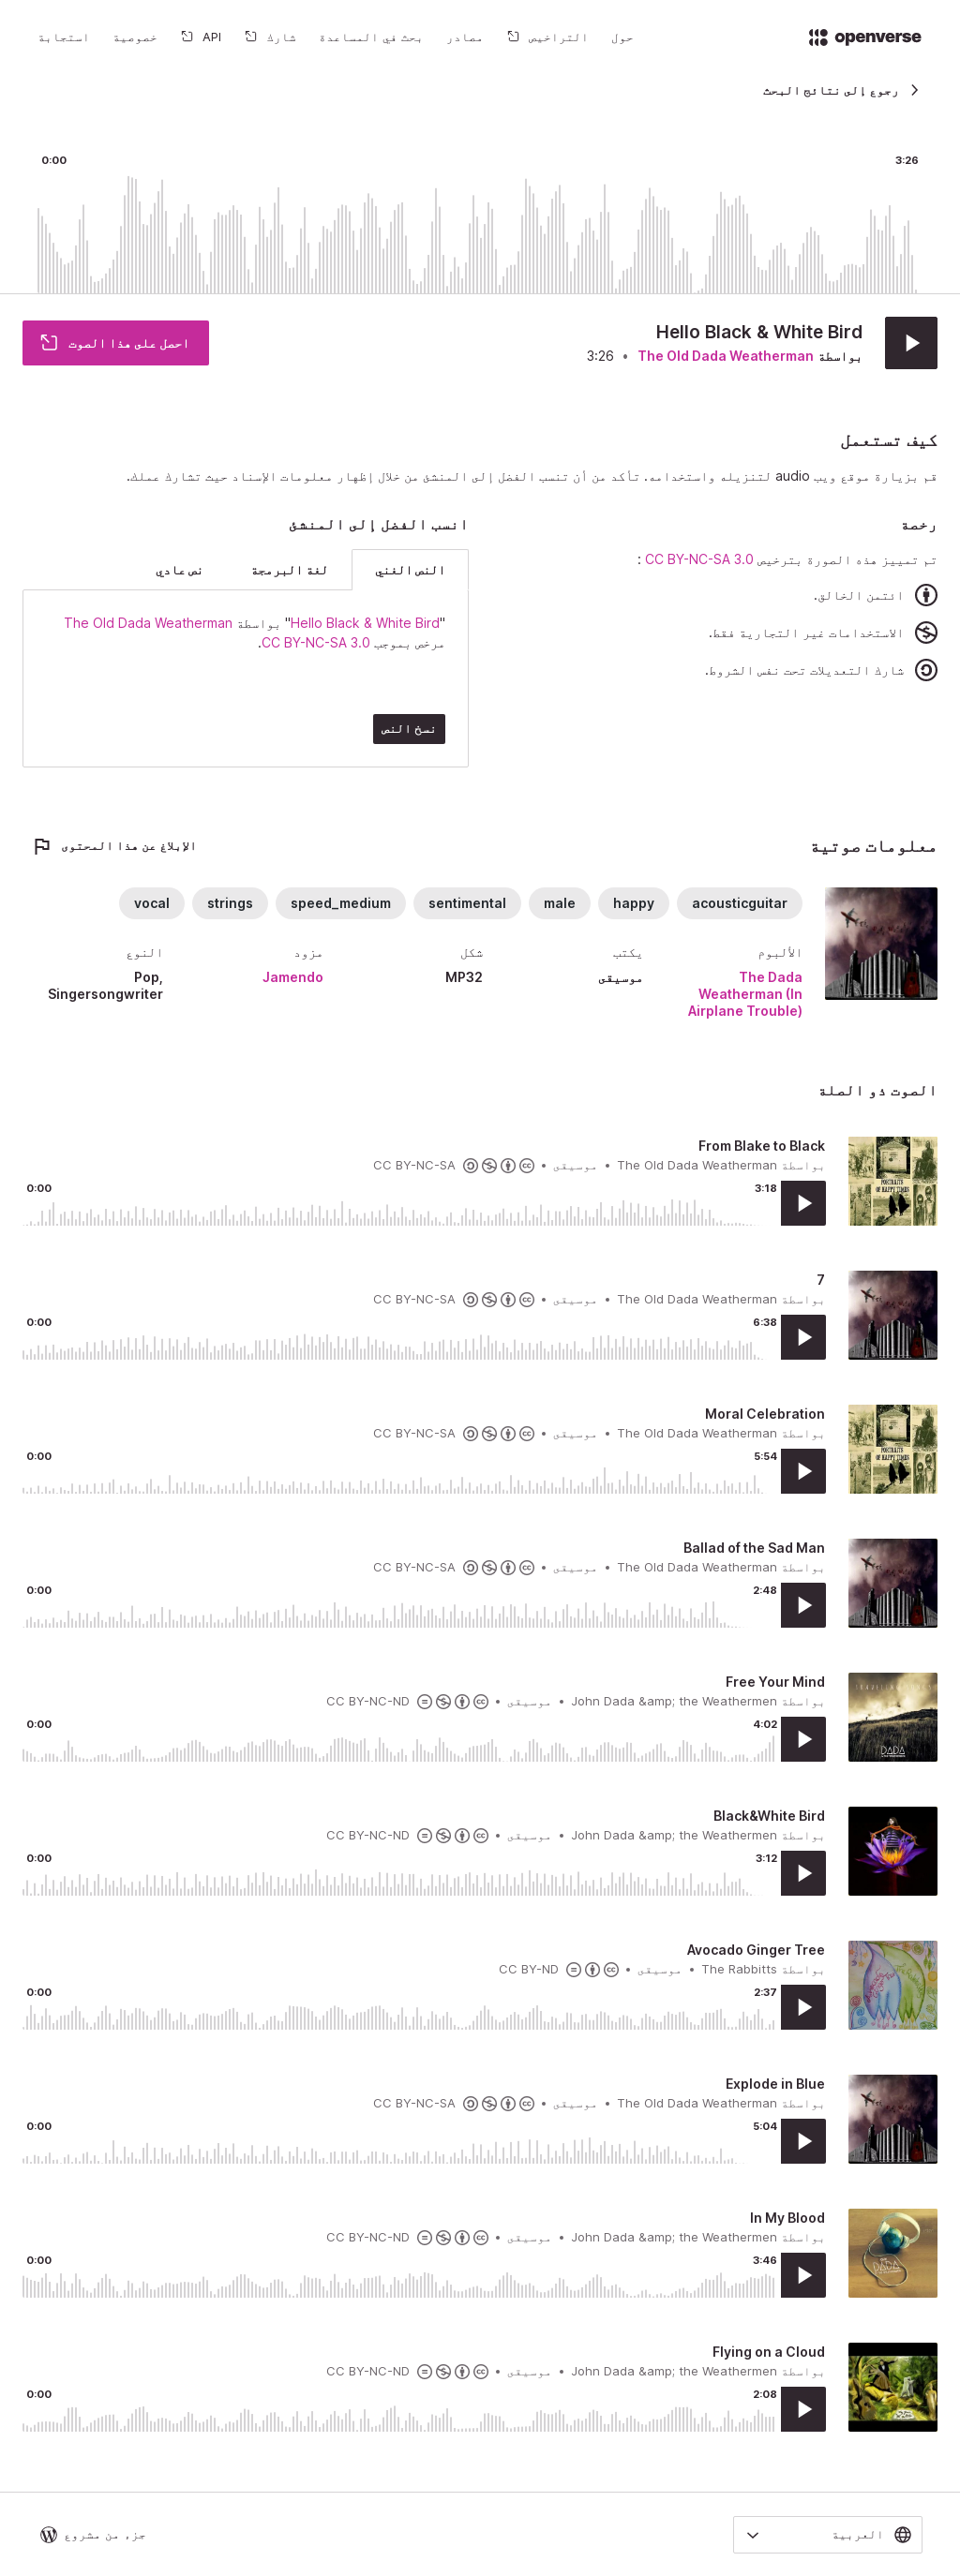 openverse
حول
التراخيص
مصادر
بحث في المساعدة
شارك
API
خصوصية
استجابة
رجوع إلى نتائج البحث
0:00
3:26
Hello Black & White Bird
بواسطة The Old Dada Weatherman • 3:26
احصل على هذا الصوت
كيف تستعمل
قم بزيارة موقع ويب audio لتنزيله واستخدامه. تأكد من أن تنسب الفضل إلى المنشئ من خلال إظهار معلومات الإسناد حيث تشارك عملك.
رخصة
تم تمييز هذه الصورة بترخيص CC BY-NC-SA 3.0 :
ائتمن الخالق.
الاستخدامات غير التجارية فقط.
شارك التعديلات تحت نفس الشروط.
انسب الفضل إلى المنشئ
النص الغني
لغة البرمجة
نص عادي
"Hello Black & White Bird" بواسطة The Old Dada Weatherman
مرخص بموجب CC BY-NC-SA 3.0.
نسخ النص
معلومات صوتية
الإبلاغ عن هذا المحتوى
acousticguitar
happy
male
sentimental
speed_medium
strings
vocal
الألبوم
The Dada
Weatherman (In
Airplane Trouble)
يكتب
موسيقى
شكل
MP32
مزود
Jamendo
النوع
Pop,
Singersongwriter
الصوت ذو الصلة
PORTRAITS
OF HAPPY TIMES
From Blake to Black
بواسطة The Old Dada Weatherman • موسيقى • CC BY-NC-SA
0:00
3:18
7
بواسطة The Old Dada Weatherman • موسيقى • CC BY-NC-SA
0:00
6:38
PORTRAITS
OF HAPPY TIMES
Moral Celebration
بواسطة The Old Dada Weatherman • موسيقى • CC BY-NC-SA
0:00
5:54
Ballad of the Sad Man
بواسطة The Old Dada Weatherman • موسيقى • CC BY-NC-SA
0:00
2:48
DADA
Free Your Mind
بواسطة John Dada &amp; the Weathermen • موسيقى • CC BY-NC-ND
0:00
4:02
Black&White Bird
بواسطة John Dada &amp; the Weathermen • موسيقى • CC BY-NC-ND
0:00
3:12
Avocado Ginger Tree
بواسطة The Rabbitts • موسيقى • CC BY-ND
0:00
2:37
Explode in Blue
بواسطة The Old Dada Weatherman • موسيقى • CC BY-NC-SA
0:00
5:04
DADA
In My Blood
بواسطة John Dada &amp; the Weathermen • موسيقى • CC BY-NC-ND
0:00
3:46
Flying on a Cloud
بواسطة John Dada &amp; the Weathermen • موسيقى • CC BY-NC-ND
0:00
2:08
العربية
جزء من مشروع